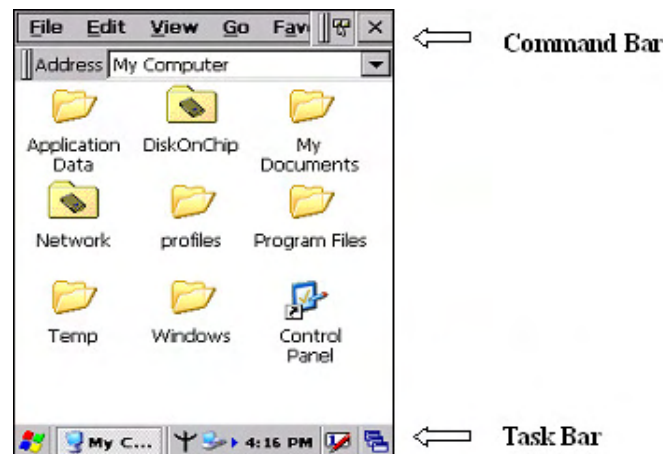 File Edit View Go Fav
Command Bar
Address My Computer
Application Data
DiskOnChip
My Documents
Network
profiles
Program Files
Temp
Windows
Control Panel
My C... 4:16 PM
Task Bar